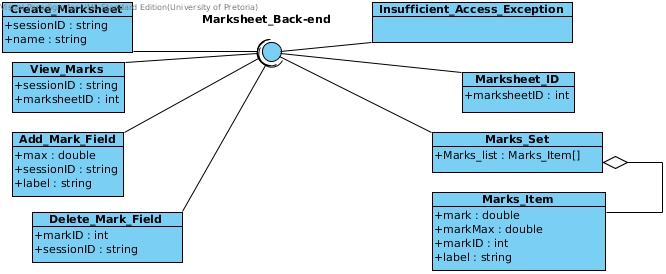 Standard Edition(University of Pretoria)
Create_Marksheet
+sessionID : string
+name : string
Marksheet_Back-end
Insufficient_Access_Exception
View_Marks
+sessionID : string
+marksheetID : int
Marksheet_ID
+marksheetID : int
Add_Mark_Field
+max : double
+sessionID : string
+label : string
Marks_Set
+Marks_list : Marks_Item[]
Delete_Mark_Field
+markID : int
+sessionID : string
Marks_Item
+mark : double
+markMax : double
+markID : int
+label : string